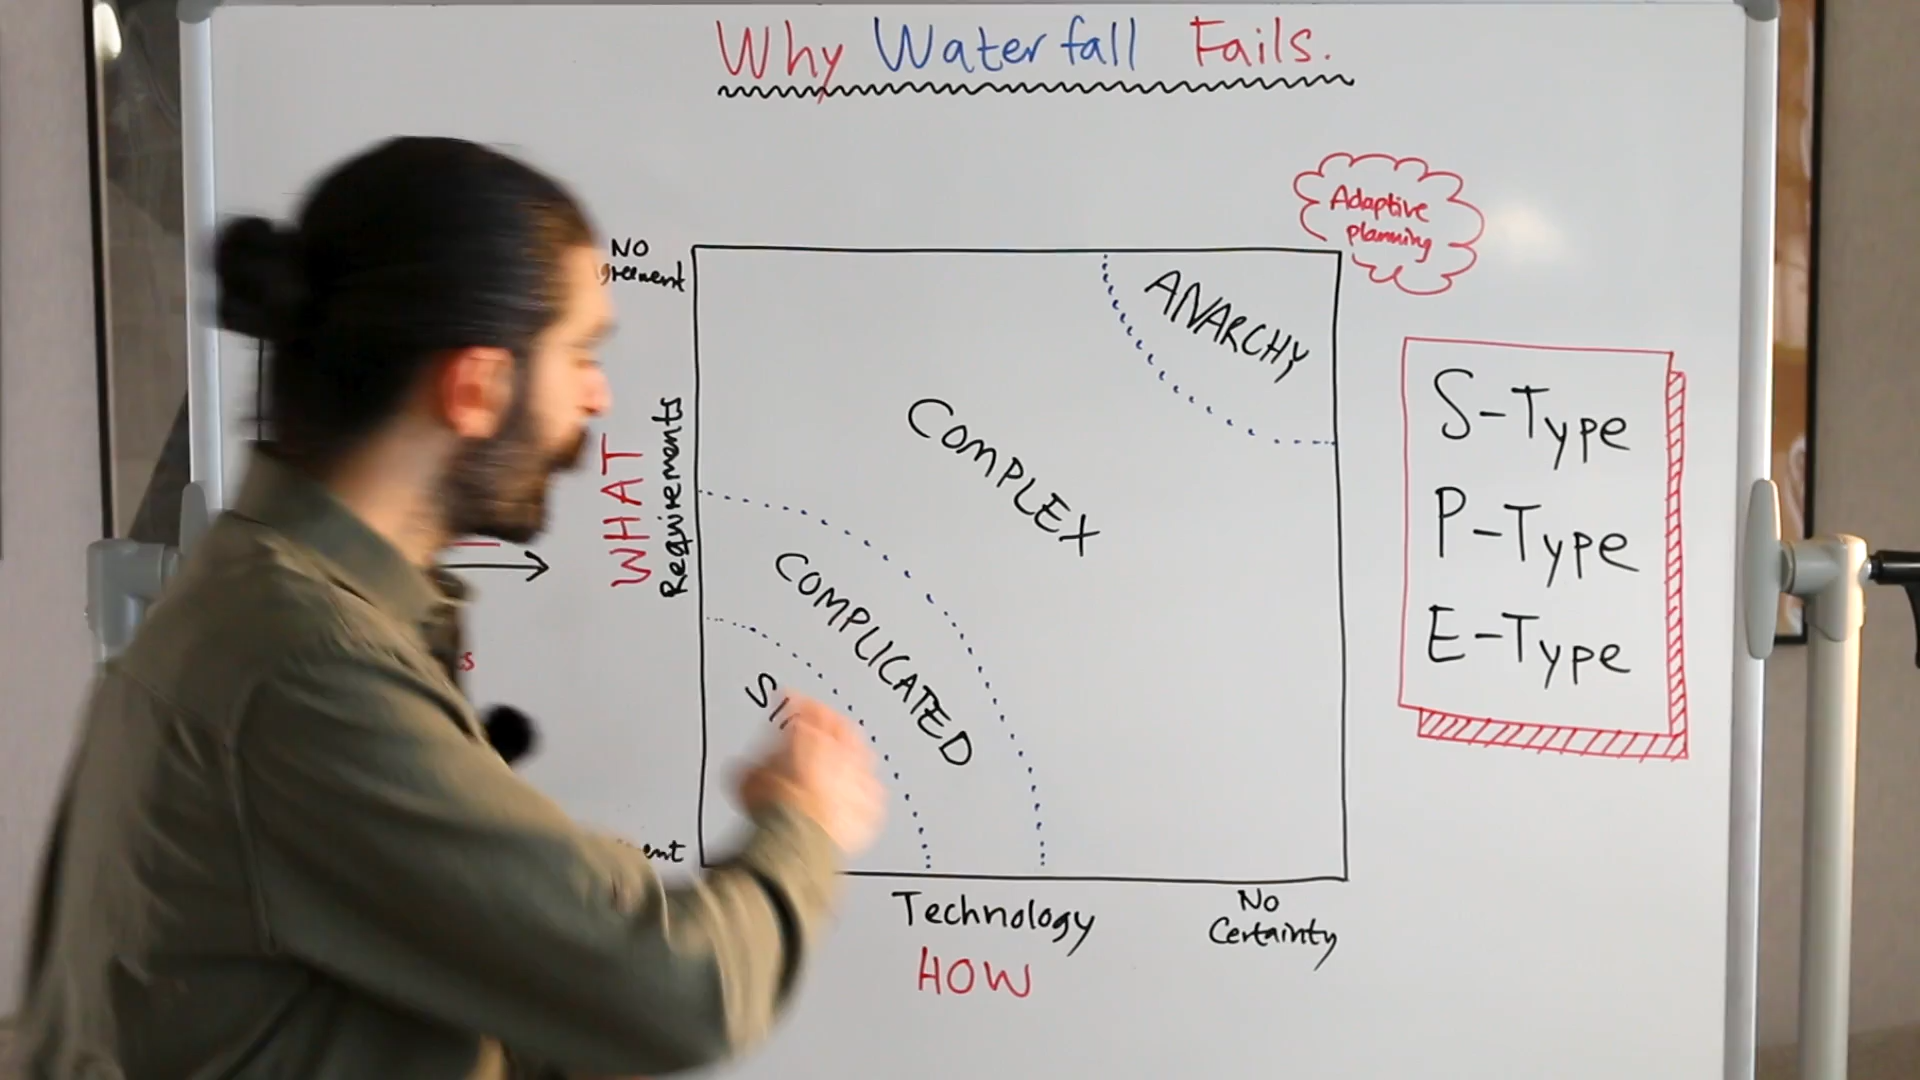 Why Waterfall Fails.
Adaptive
planning
NO
WHAT
Requirements
ANARCHY
COMPLEX
COMPLICATED
S-Type
P-Type
E-Type
Technology
HOW
No
Certainty